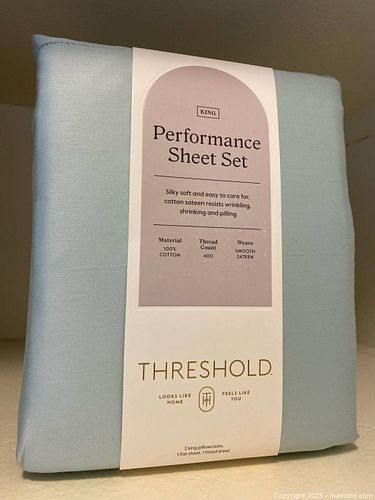 KING
Performance
Sheet Set
Silky soft and easy to care for,
cotton sateen resists wrinkling,
shrinking and pilling
Material Thread Count Weave
100% COTTON 400 SMOOTH SATEEN
THRESHOLD
LOOKS LIKE HOME FEELS LIKE YOU
2 king pillowcases,
1 flat sheet, 1 fitted sheet
Copyright 2025 - maxsold.com